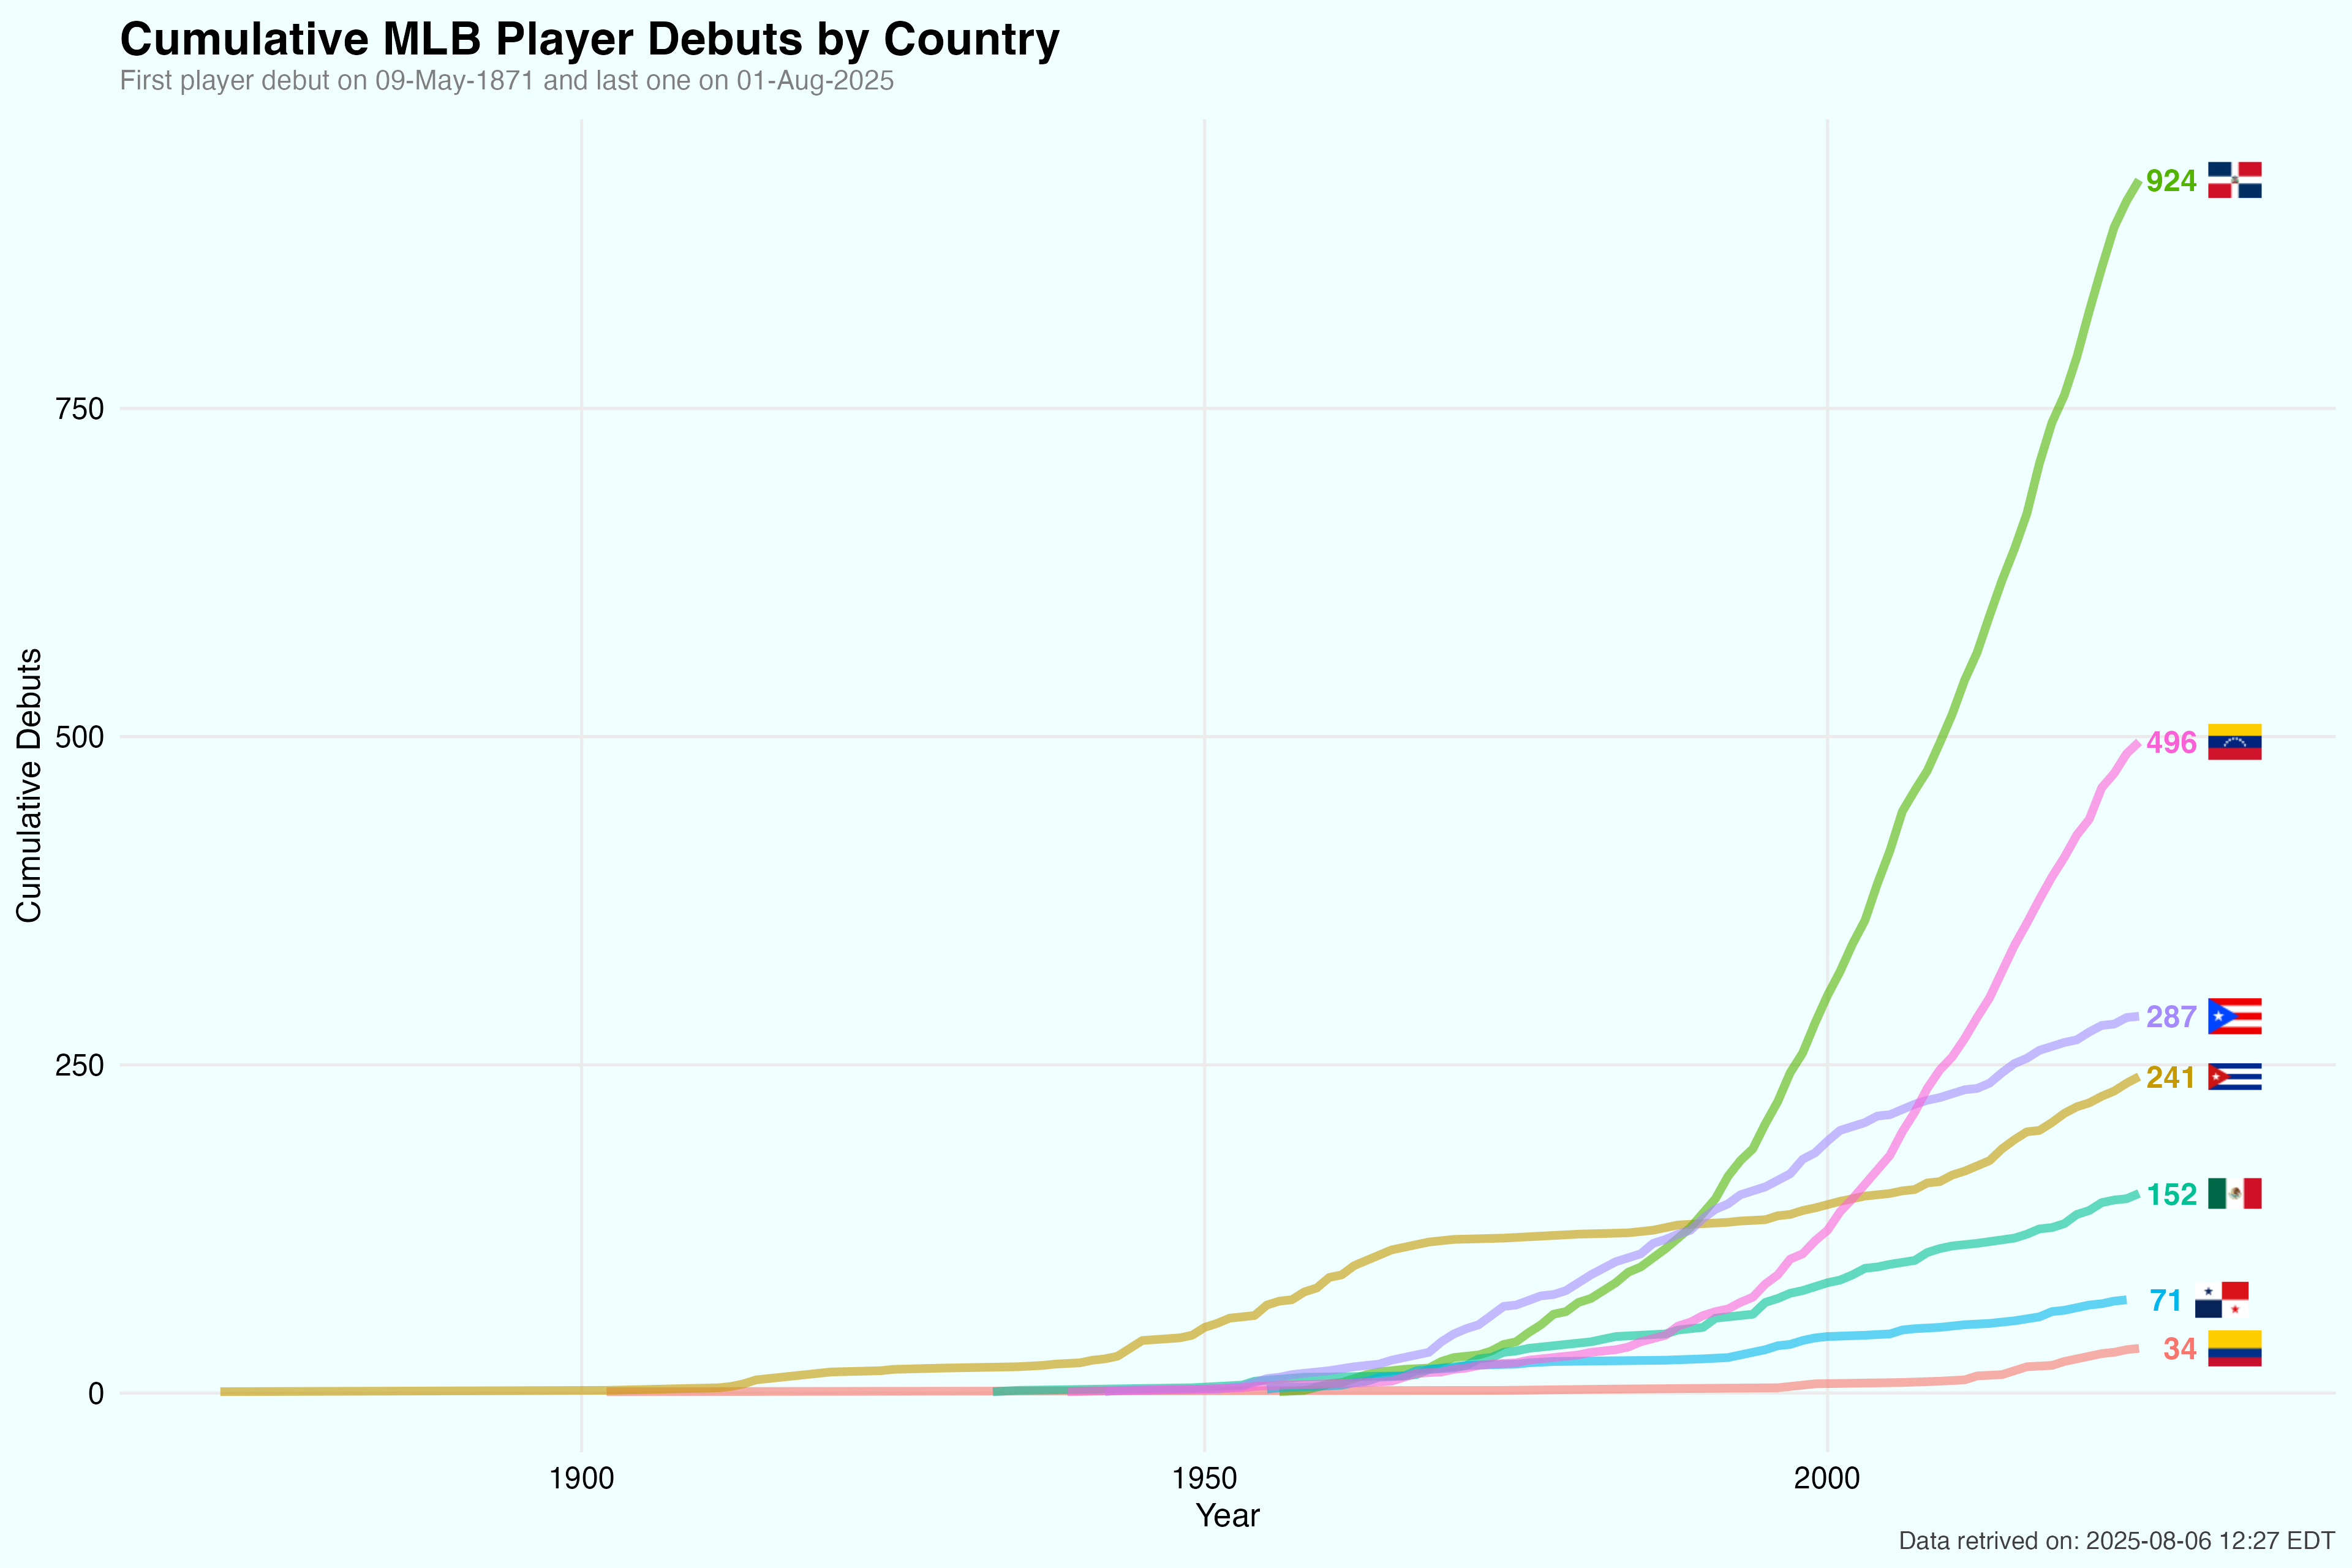 Cumulative MLB Player Debuts by Country
First player debut on 09-May-1871 and last one on 01-Aug-2025
924
750
Cumulative Debuts
500
496
287
250
241
152
71
34
0
1900
1950
2000
Year
Data retrived on: 2025-08-06 12:27 EDT